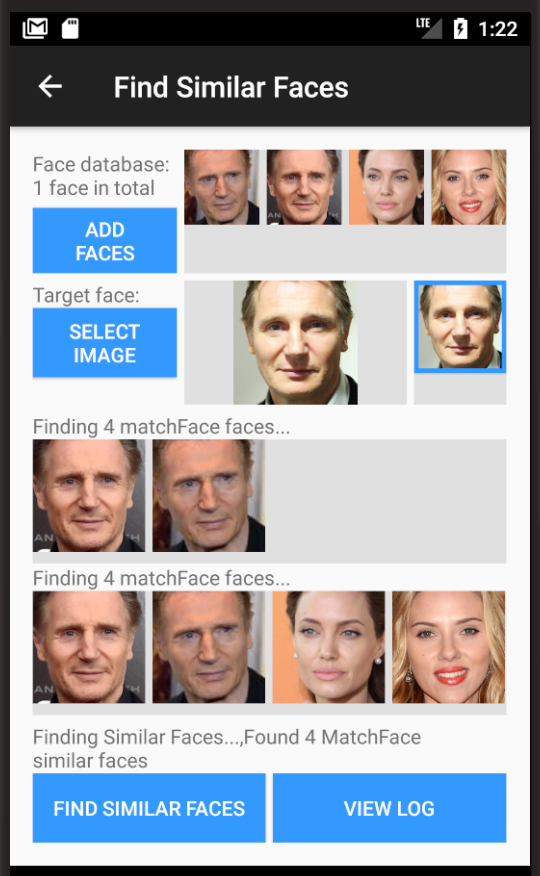 LTE 1:22
Find Similar Faces
Face database:
1 face in total
ADD
FACES
Target face:
SELECT
IMAGE
Finding 4 matchFace faces...
Finding 4 matchFace faces...
Finding Similar Faces...,Found 4 MatchFace
similar faces
FIND SIMILAR FACES
VIEW LOG